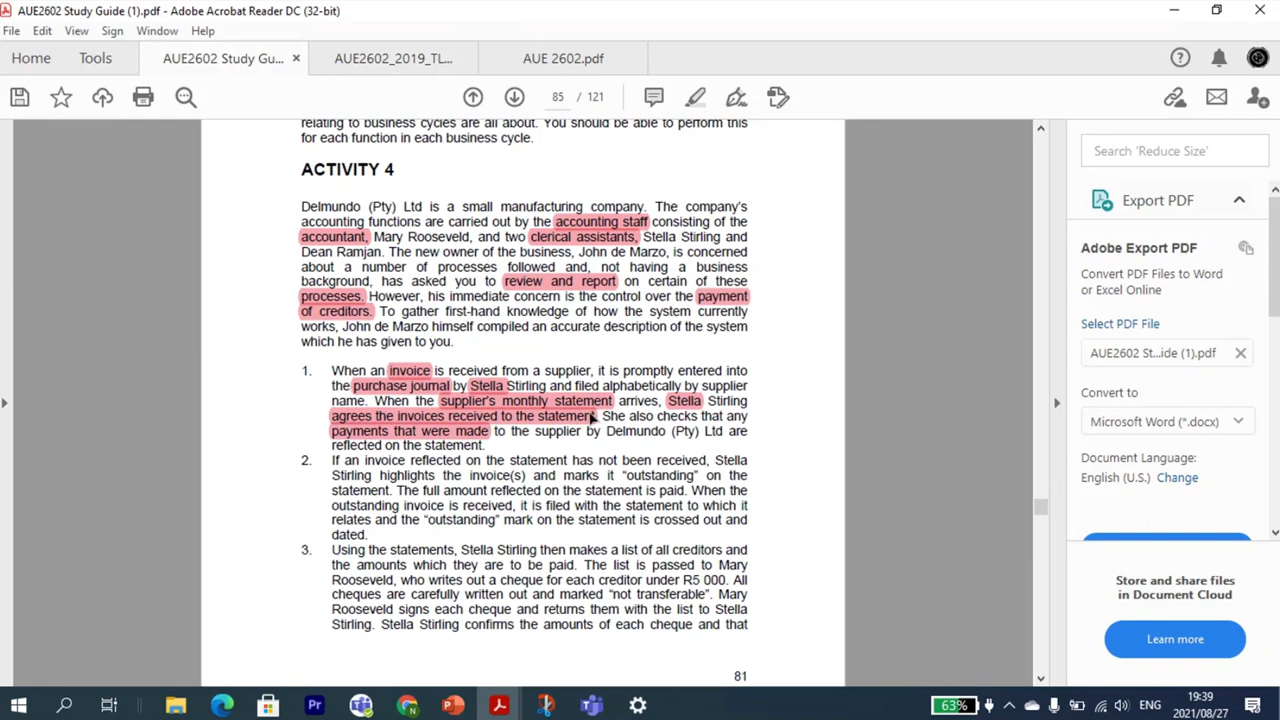 AUE2602 Study Guide (1).pdf - Adobe Acrobat Reader DC (32-bit)
File Edit View Sign Window Help
Home Tools AUE2602 Study Gu... AUE2602_2019_TL... AUE 2602.pdf
85 / 121
relating to business cycles are all about. You should be able to perform this
for each function in each business cycle.
ACTIVITY 4
Delmundo (Pty) Ltd is a small manufacturing company. The company's
accounting functions are carried out by the accounting staff consisting of the
accountant, Mary Rooseveld, and two clerical assistants, Stella Stirling and
Dean Ramjan. The new owner of the business, John de Marzo, is concerned
about a number of processes followed and, not having a business
background, has asked you to review and report on certain of these
processes. However, his immediate concern is the control over the payment
of creditors. To gather first-hand knowledge of how the system currently
works, John de Marzo himself compiled an accurate description of the system
which he has given to you.
1. When an invoice is received from a supplier, it is promptly entered into
the purchase journal by Stella Stirling and filed alphabetically by supplier
name. When the supplier's monthly statement arrives, Stella Stirling
agrees the invoices received to the statement. She also checks that any
payments that were made to the supplier by Delmundo (Pty) Ltd are
reflected on the statement.
2. If an invoice reflected on the statement has not been received, Stella
Stirling highlights the invoice(s) and marks it "outstanding" on the
statement. The full amount reflected on the statement is paid. When the
outstanding invoice is received, it is filed with the statement to which it
relates and the "outstanding" mark on the statement is crossed out and
dated.
3. Using the statements, Stella Stirling then makes a list of all creditors and
the amounts which they are to be paid. The list is passed to Mary
Rooseveld, who writes out a cheque for each creditor under R5 000. All
cheques are carefully written out and marked "not transferable". Mary
Rooseveld signs each cheque and returns them with the list to Stella
Stirling. Stella Stirling confirms the amounts of each cheque and that
81
Search 'Reduce Size'
Export PDF
Adobe Export PDF
Convert PDF Files to Word
or Excel Online
Select PDF File
AUE2602 St...ide (1).pdf
Convert to
Microsoft Word (*.docx)
Document Language:
English (U.S.) Change
Store and share files
in Document Cloud
Learn more
Pr
63%
ENG
19:39
2021/08/27